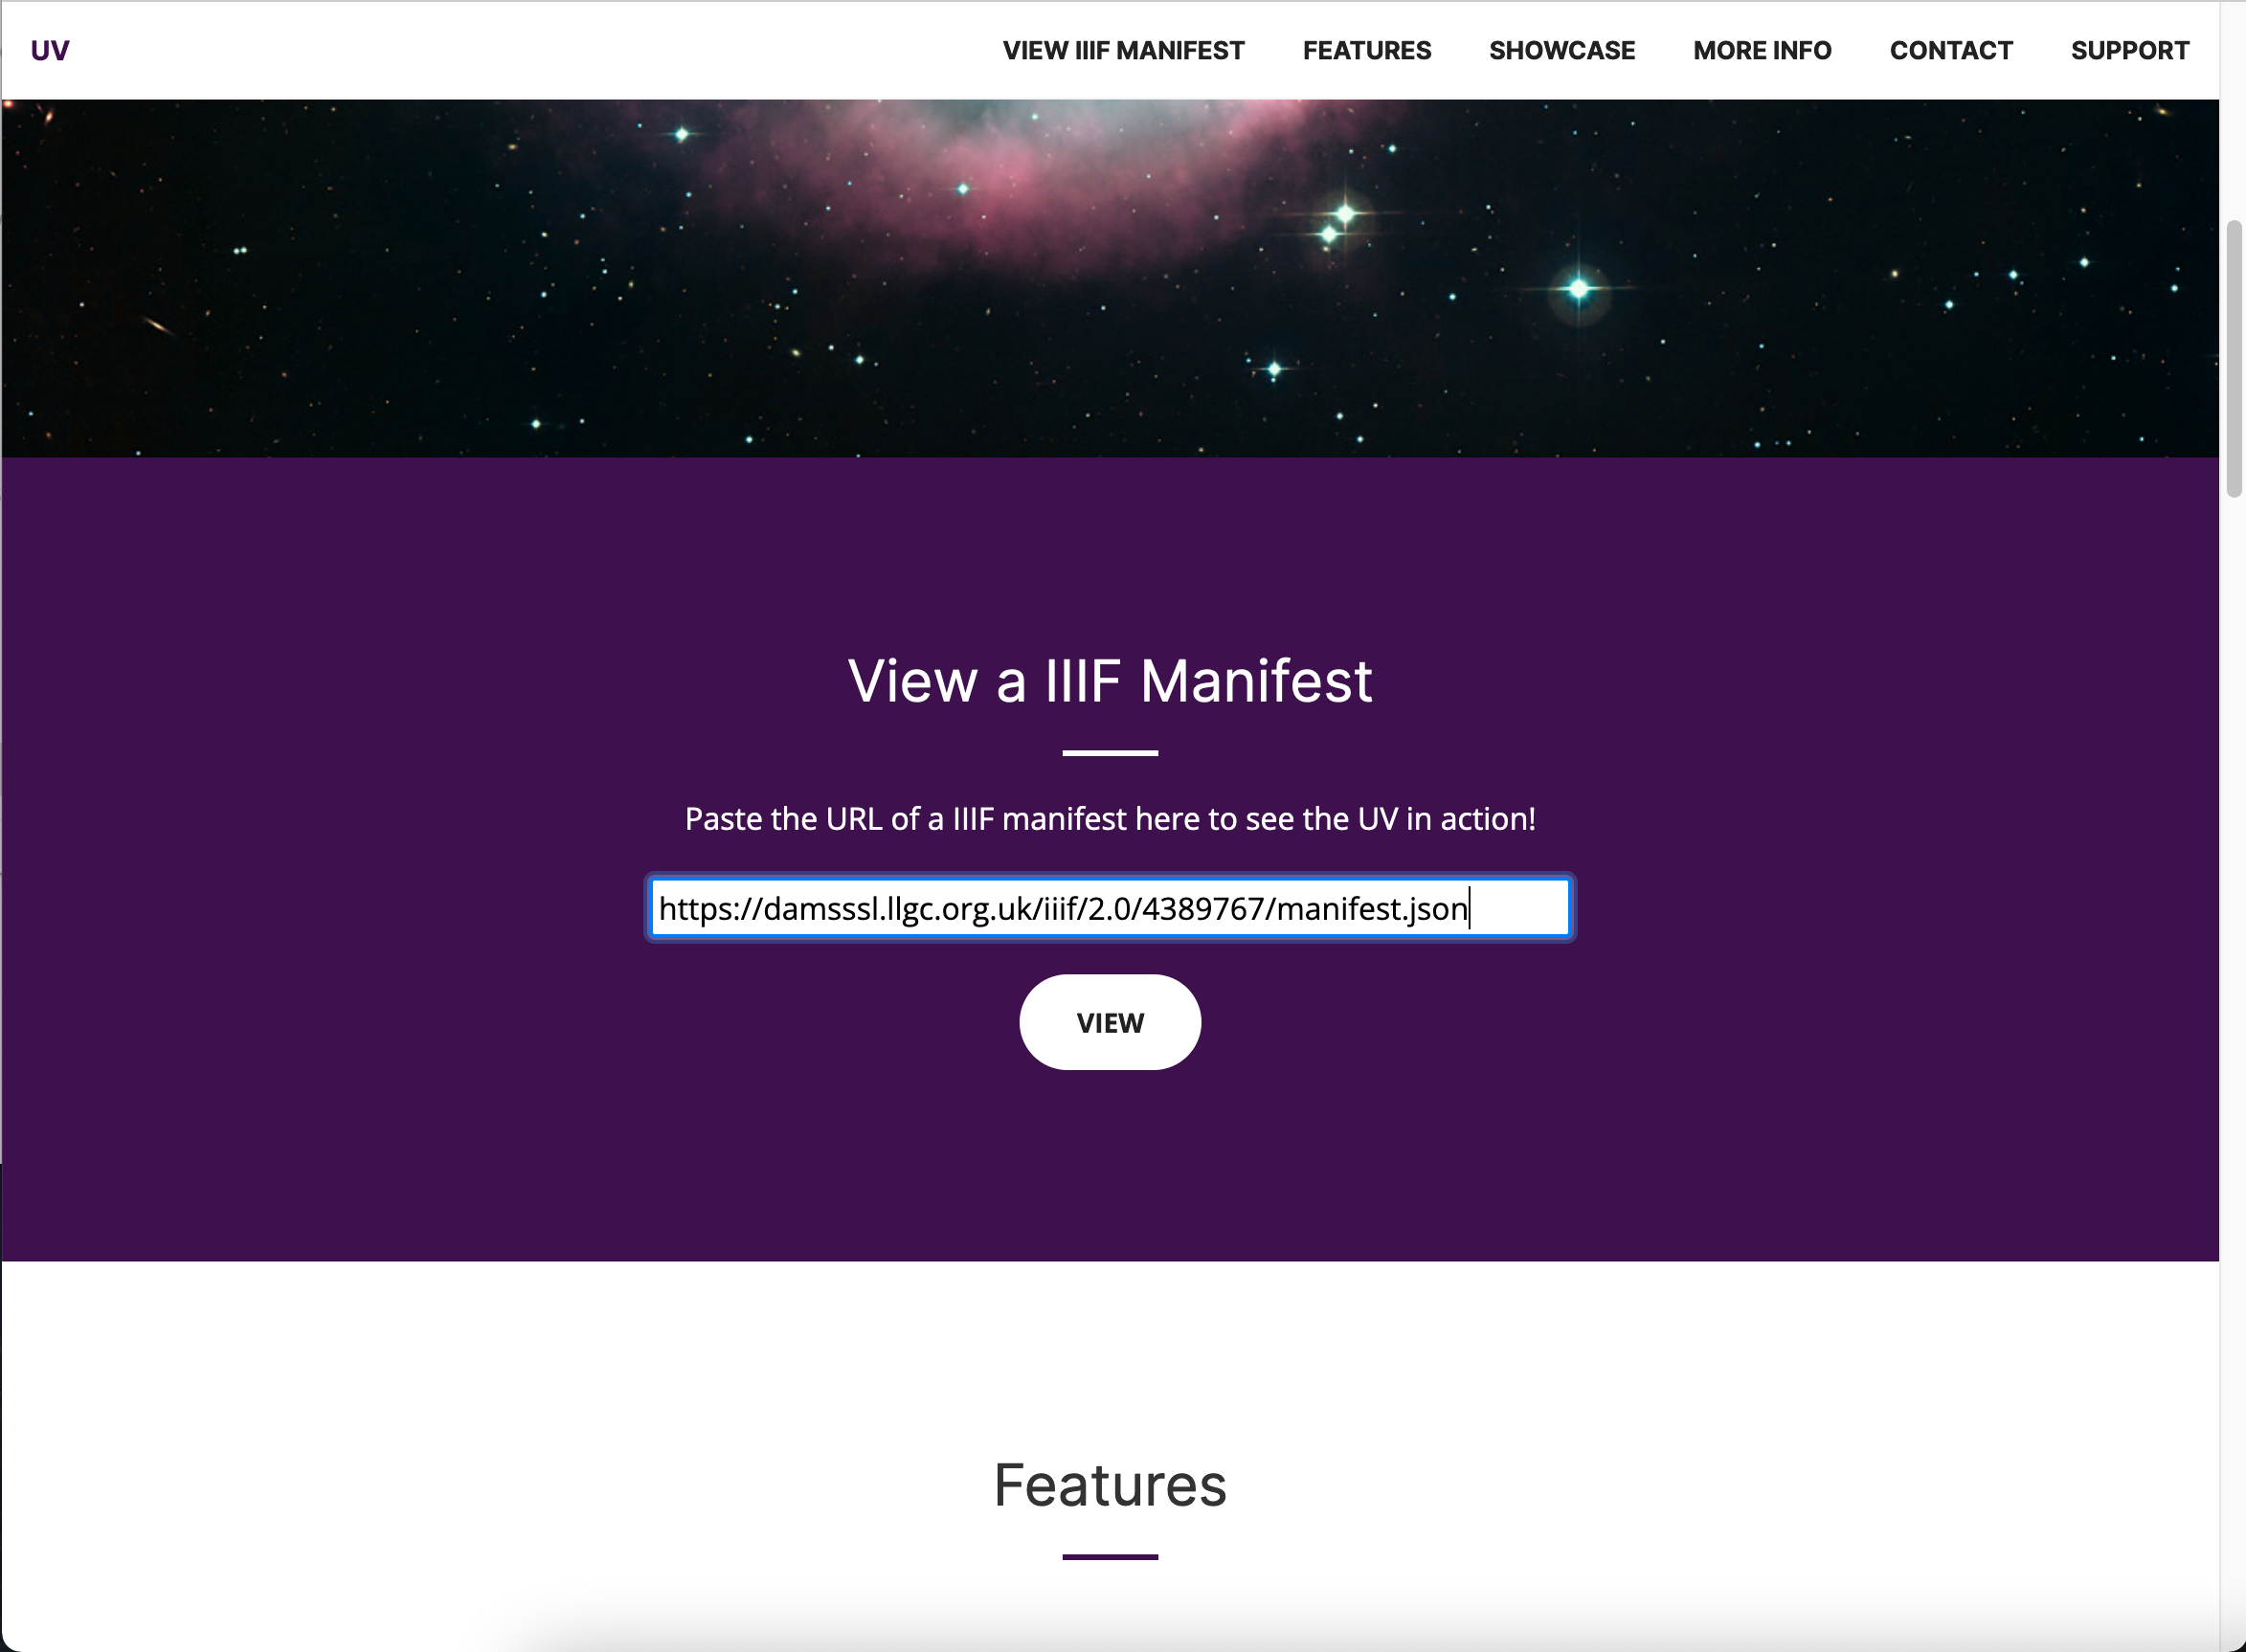 UV
VIEW IIIF MANIFEST FEATURES SHOWCASE MORE INFO CONTACT SUPPORT
View a IIIF Manifest
Paste the URL of a IIIF manifest here to see the UV in action!
https://damsssl.llgc.org.uk/iiif/2.0/4389767/manifest.json
VIEW
Features